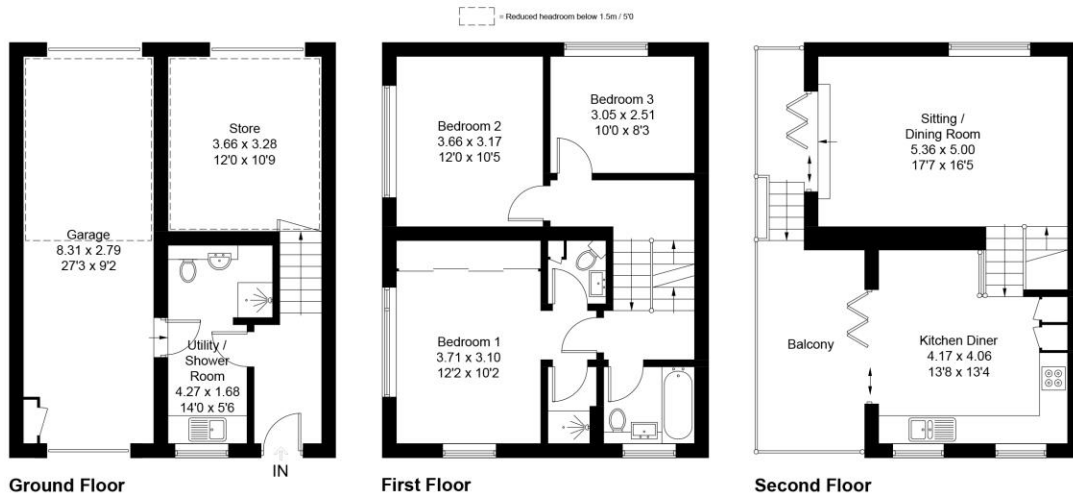 = Reduced headroom below 1.5m / 5'0
Store
3.66 x 3.28
12'0 x 10'9
Garage
8.31 x 2.79
27'3 x 9'2
Utility /
Shower
Room
4.27 x 1.68
14'0 x 5'6
IN
Ground Floor
Bedroom 2
3.66 x 3.17
12'0 x 10'5
Bedroom 3
3.05 x 2.51
10'0 x 8'3
Bedroom 1
3.71 x 3.10
12'2 x 10'2
First Floor
Sitting /
Dining Room
5.36 x 5.00
17'7 x 16'5
Balcony
Kitchen Diner
4.17 x 4.06
13'8 x 13'4
Second Floor